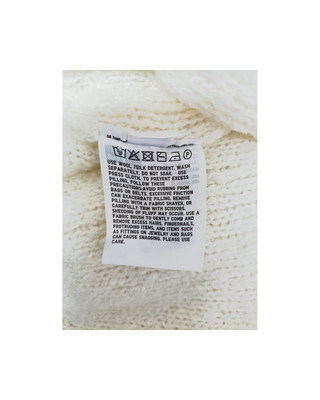 USE WOOL /SILK DETERGENT. WASH
SEPARATELY. DO NOT SOAK. USE
PRESS CLOTH. TO PREVENT EXCESS
PILLING, FOLLOW THESE
PRECAUTIONS:AVOID RUBBING FROM
BAGS OR BELTS. EXCESSIVE FRICTION
CAN EXACERBATE PILLING. REMOVE
PILLING WITH A FABRIC SHAVER, OR
CAREFULLY TRIM WITH SCISSORS.
SHEDDING OF FLUFF MAY OCCUR. USE A
FABRIC BRUSH TO GENTLY COMB AND
REMOVE EXCESS HAIRS. FINGERNAILS,
PROTRUDING ITEMS, AND ITEMS SUCH
AS FITTINGS OR JEWELRY AND BAGS
CAN CAUSE SNAGGING. PLEASE USE
CARE.